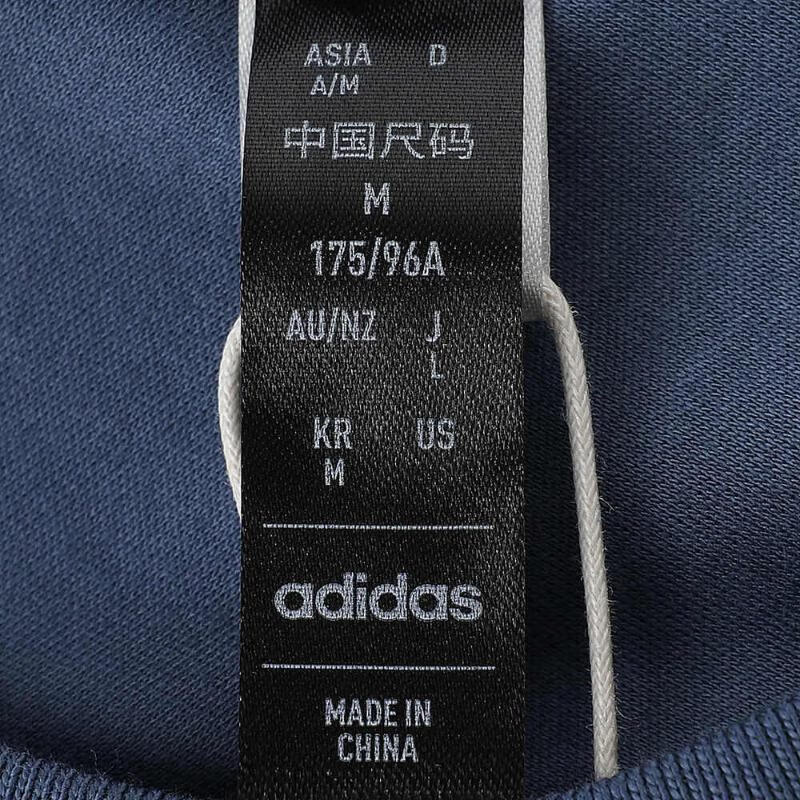 ASIA D
A/M
中国尺码
M
175/96A
AU/NZ J
L
KR US
M
adidas
MADE IN
CHINA